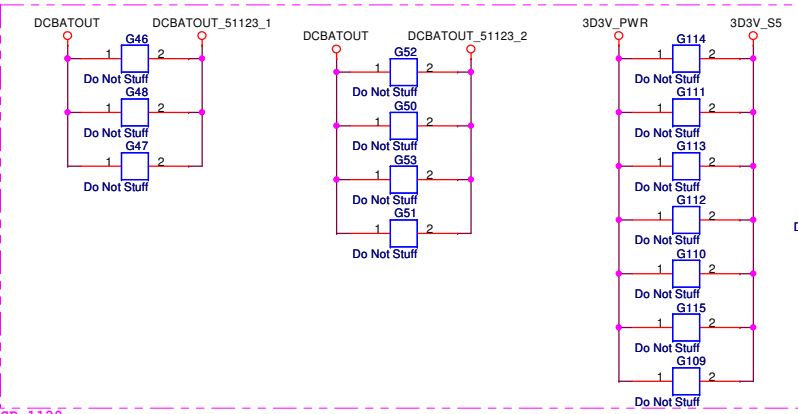 DCBATOUT
DCBATOUT_51123_1
G46
1
2
Do Not Stuff
G48
1
2
Do Not Stuff
G47
1
2
Do Not Stuff
DCBATOUT
DCBATOUT_51123_2
G52
1
2
Do Not Stuff
G50
1
2
Do Not Stuff
G53
1
2
Do Not Stuff
G51
1
2
Do Not Stuff
3D3V_PWR
3D3V_S5
G114
1
2
Do Not Stuff
G111
1
2
Do Not Stuff
G113
1
2
Do Not Stuff
G112
1
2
Do Not Stuff
G110
1
2
Do Not Stuff
G115
1
2
Do Not Stuff
G109
1
2
Do Not Stuff